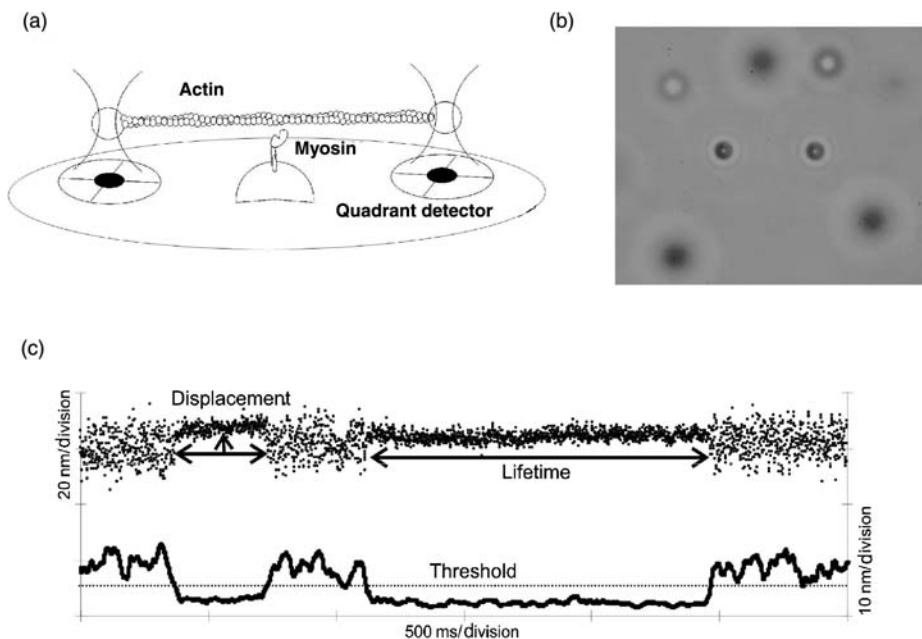 (a)
Actin
Myosin
Quadrant detector
(b)
(c)
20 nm/division
Displacement
Lifetime
Threshold
10 nm/division
500 ms/division